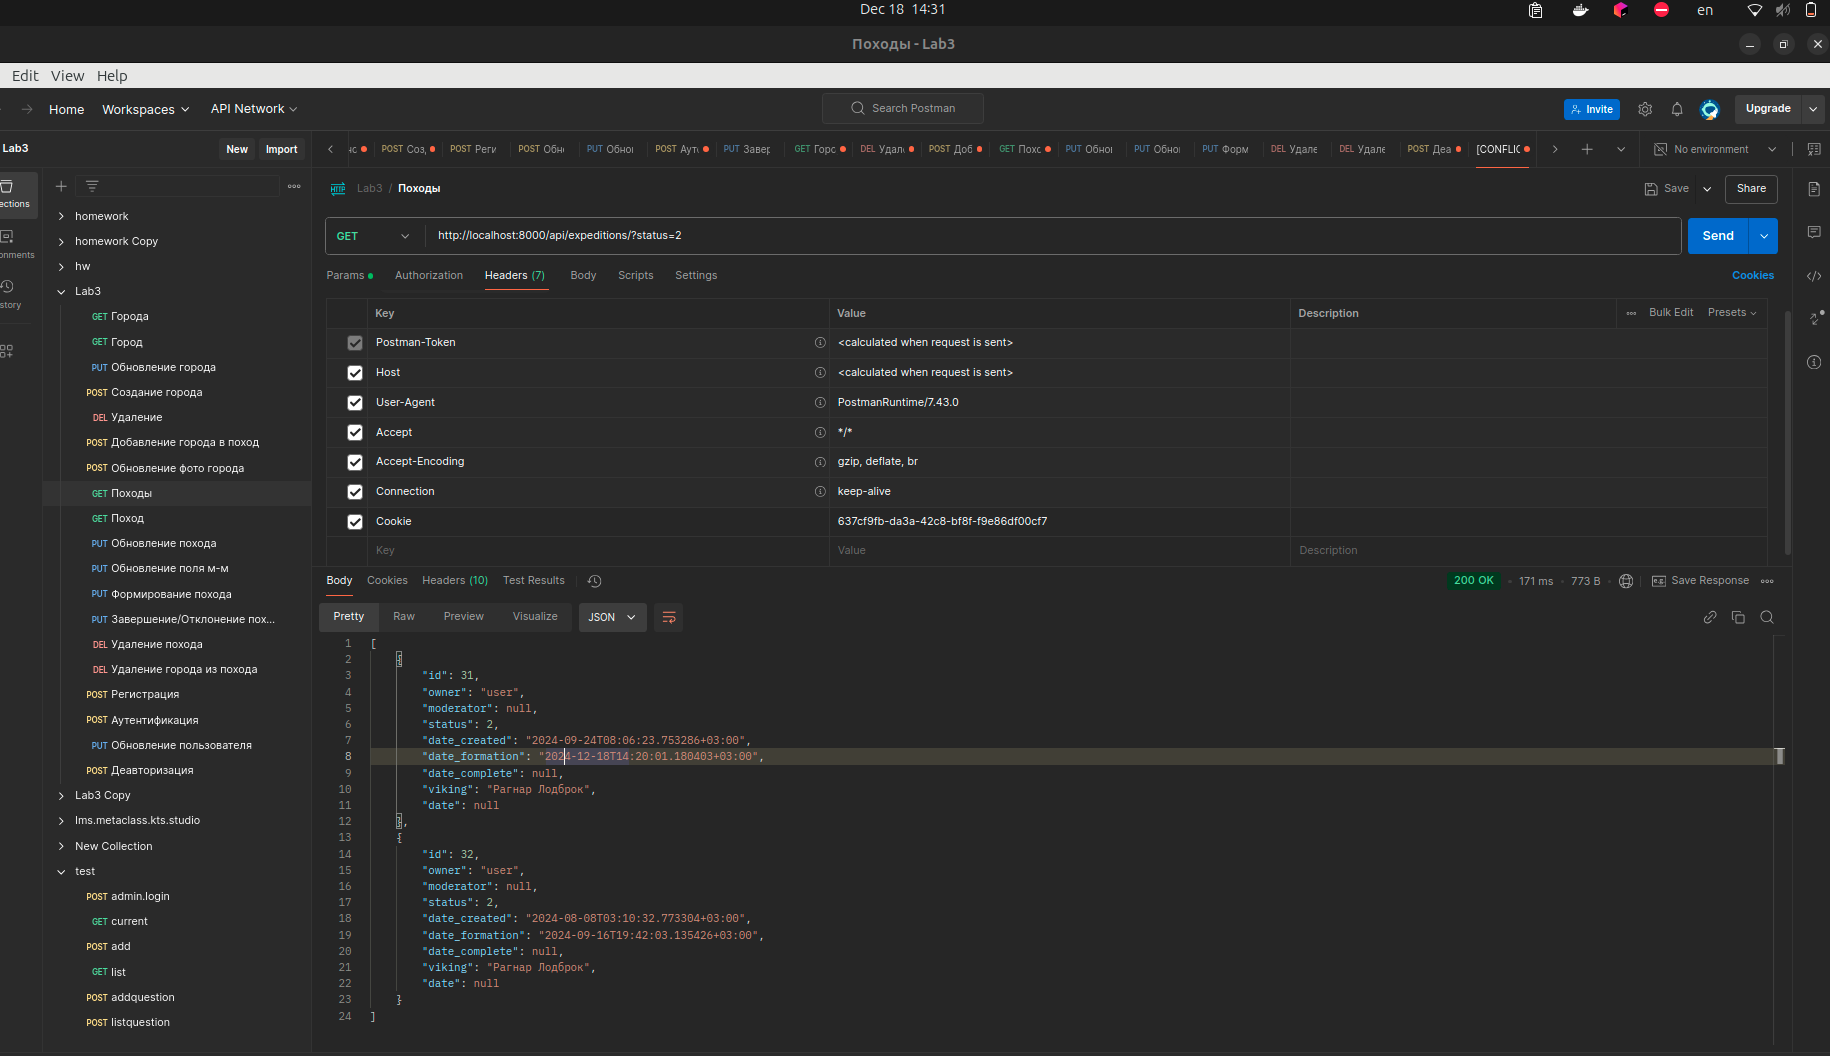 Dec 18 14:31
en
Походы - Lab3
Edit View Help
Home Workspaces API Network
Search Postman
Invite
Upgrade
Lab3
New Import
POST Соз,
POST Реги
POST Обн
PUT Обно
POST Аут
PUT Завер
GET Горо
DEL Удал
POST Доб
GET Похо
PUT Обно
PUT Обно
PUT Форм
DEL Удале
DEL Удале
POST Деа
[CONFLIC
No environment
Lab3 / Походы
Save
Share
GET
http://localhost:8000/api/expeditions/?status=2
Send
Params Authorization Headers (7) Body Scripts Settings
Cookies
Key Value Description
Bulk Edit Presets
Postman-Token <calculated when request is sent>
Host <calculated when request is sent>
User-Agent PostmanRuntime/7.43.0
Accept */*
Accept-Encoding gzip, deflate, br
Connection keep-alive
Cookie 637cf9fb-da3a-42c8-bf8f-f9e86df00cf7
Key Value Description
ections
onments
story
homework
homework Copy
hw
Lab3
GET Города
GET Город
PUT Обновление города
POST Создание города
DEL Удаление
POST Добавление города в поход
POST Обновление фото города
GET Походы
GET Поход
PUT Обновление похода
PUT Обновление поля м-м
PUT Формирование похода
PUT Завершение/Отклонение пох...
DEL Удаление похода
DEL Удаление города из похода
POST Регистрация
POST Аутентификация
PUT Обновление пользователя
POST Деавторизация
Lab3 Copy
lms.metaclass.kts.studio
New Collection
test
POST admin.login
GET current
POST add
GET list
POST addquestion
POST listquestion
Body Cookies Headers (10) Test Results
200 OK 171 ms 773 B
Save Response
Pretty Raw Preview Visualize JSON
1 [
2 {
3 "id": 31,
4 "owner": "user",
5 "moderator": null,
6 "status": 2,
7 "date_created": "2024-09-24T08:06:23.753286+03:00",
8 "date_formation": "2024-12-18T14:20:01.180403+03:00",
9 "date_complete": null,
10 "viking": "Рагнар Лодброк",
11 "date": null
12 },
13 {
14 "id": 32,
15 "owner": "user",
16 "moderator": null,
17 "status": 2,
18 "date_created": "2024-08-08T03:10:32.773304+03:00",
19 "date_formation": "2024-09-16T19:42:03.135426+03:00",
20 "date_complete": null,
21 "viking": "Рагнар Лодброк",
22 "date": null
23 }
24 ]